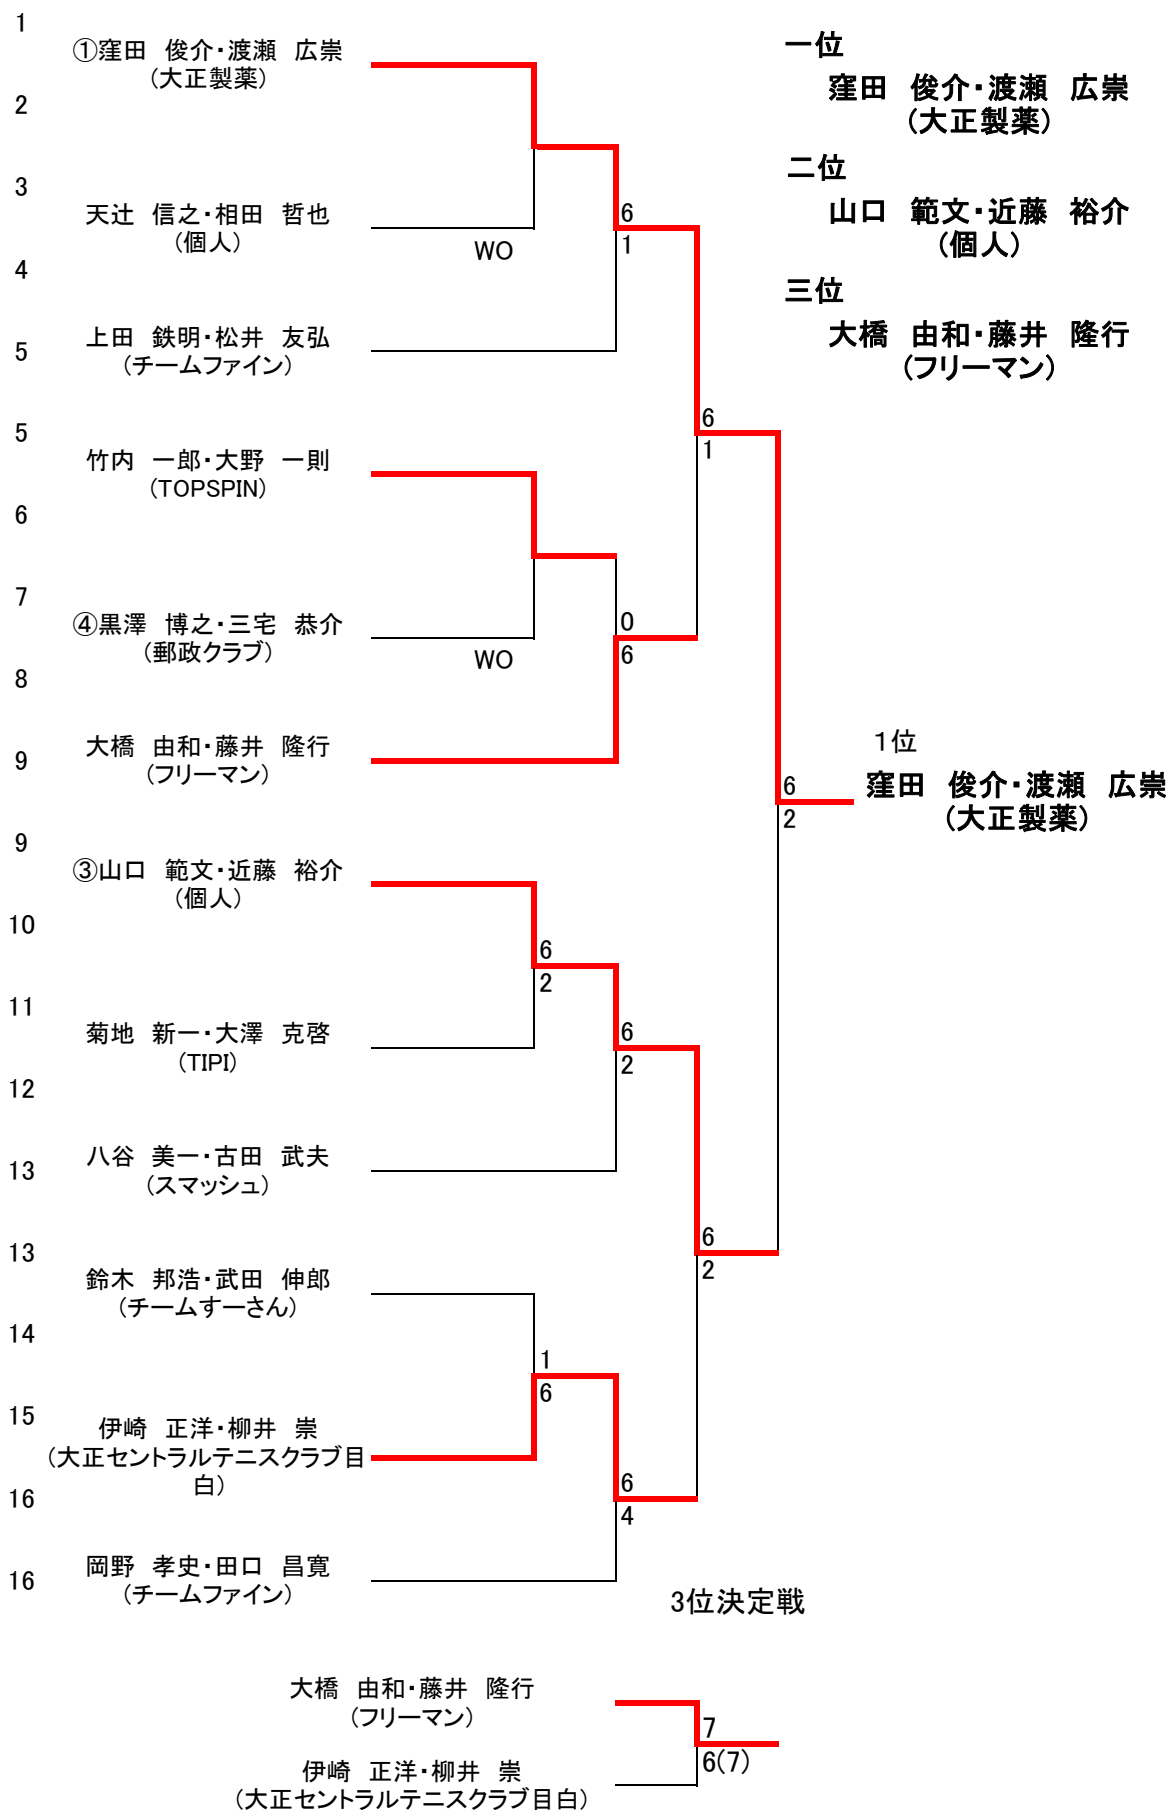 1
①窪田　俊介・渡瀬　広崇
(大正製薬)
2
3
天辻　信之・相田　哲也
(個人)
WO
4
上田　鉄明・松井　友弘
(チームファイン)
5
6
1
5
竹内　一郎・大野　一則
(TOPSPIN)
6
7
④黒澤　博之・三宅　恭介
(郵政クラブ)
WO
8
大橋　由和・藤井　隆行
(フリーマン)
9
0
6
6
1
9
③山口　範文・近藤　裕介
(個人)
10
6
2
11
菊地　新一・大澤　克啓
(TIPI)
12
6
2
八谷　美一・古田　武夫
(スマッシュ)
13
13
鈴木　邦浩・武田　伸郎
(チームすーさん)
14
1
6
15
伊崎　正洋・柳井　崇
(大正セントラルテニスクラブ目
白)
16
6
4
岡野　孝史・田口　昌寛
(チームファイン)
16
6
2
6
2
1位
窪田　俊介・渡瀬　広崇
(大正製薬)
一位
窪田　俊介・渡瀬　広崇
(大正製薬)
二位
山口　範文・近藤　裕介
(個人)
三位
大橋　由和・藤井　隆行
(フリーマン)
3位決定戦
大橋　由和・藤井　隆行
(フリーマン)
7
6(7)
伊崎　正洋・柳井　崇
(大正セントラルテニスクラブ目白)